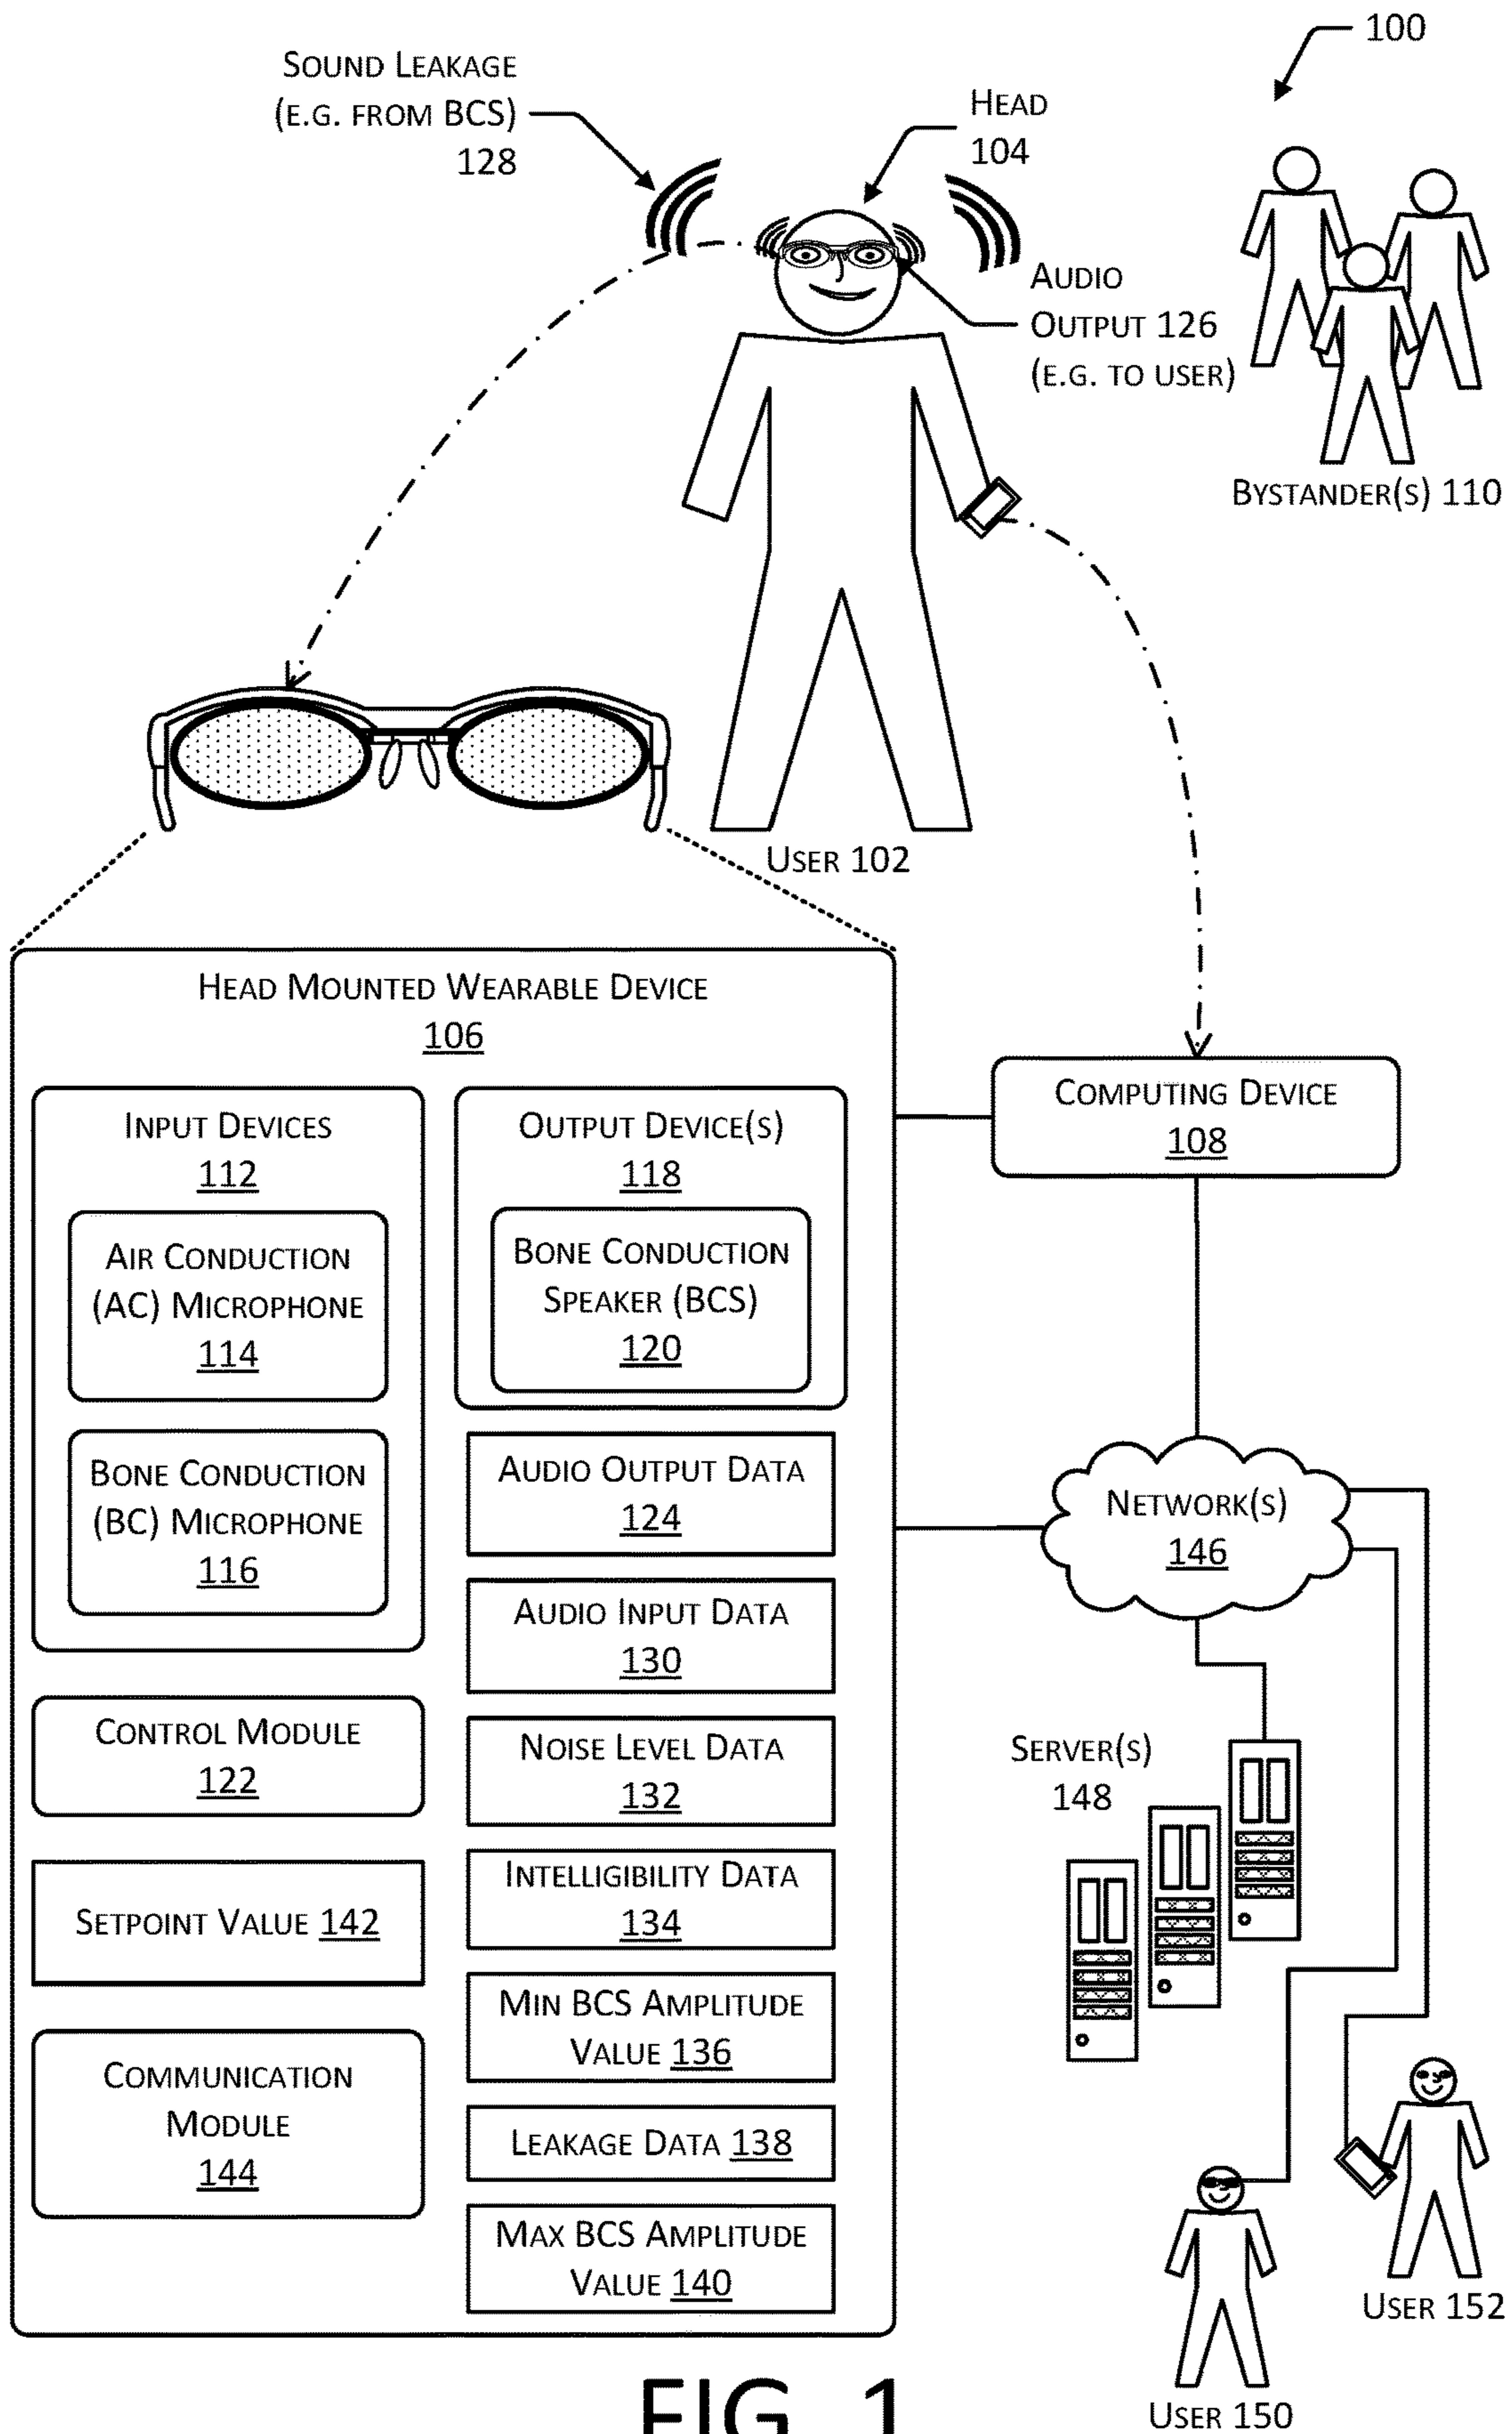 100
SOUND LEAKAGE
(E.G. FROM BCS)
128
HEAD
104
AUDIO
OUTPUT 126
(E.G. TO USER)
BYSTANDER(S) 110
USER 102
HEAD MOUNTED WEARABLE DEVICE
106
INPUT DEVICES
112
AIR CONDUCTION
(AC) MICROPHONE
114
BONE CONDUCTION
(BC) MICROPHONE
116
CONTROL MODULE
122
SETPOINT VALUE 142
COMMUNICATION
MODULE
144
OUTPUT DEVICE(S)
118
BONE CONDUCTION
SPEAKER (BCS)
120
AUDIO OUTPUT DATA
124
AUDIO INPUT DATA
130
NOISE LEVEL DATA
132
INTELLIGIBILITY DATA
134
MIN BCS AMPLITUDE
VALUE 136
LEAKAGE DATA 138
MAX BCS AMPLITUDE
VALUE 140
COMPUTING DEVICE
108
NETWORK(S)
146
SERVER(S)
148
USER 152
USER 150
FIG. 1